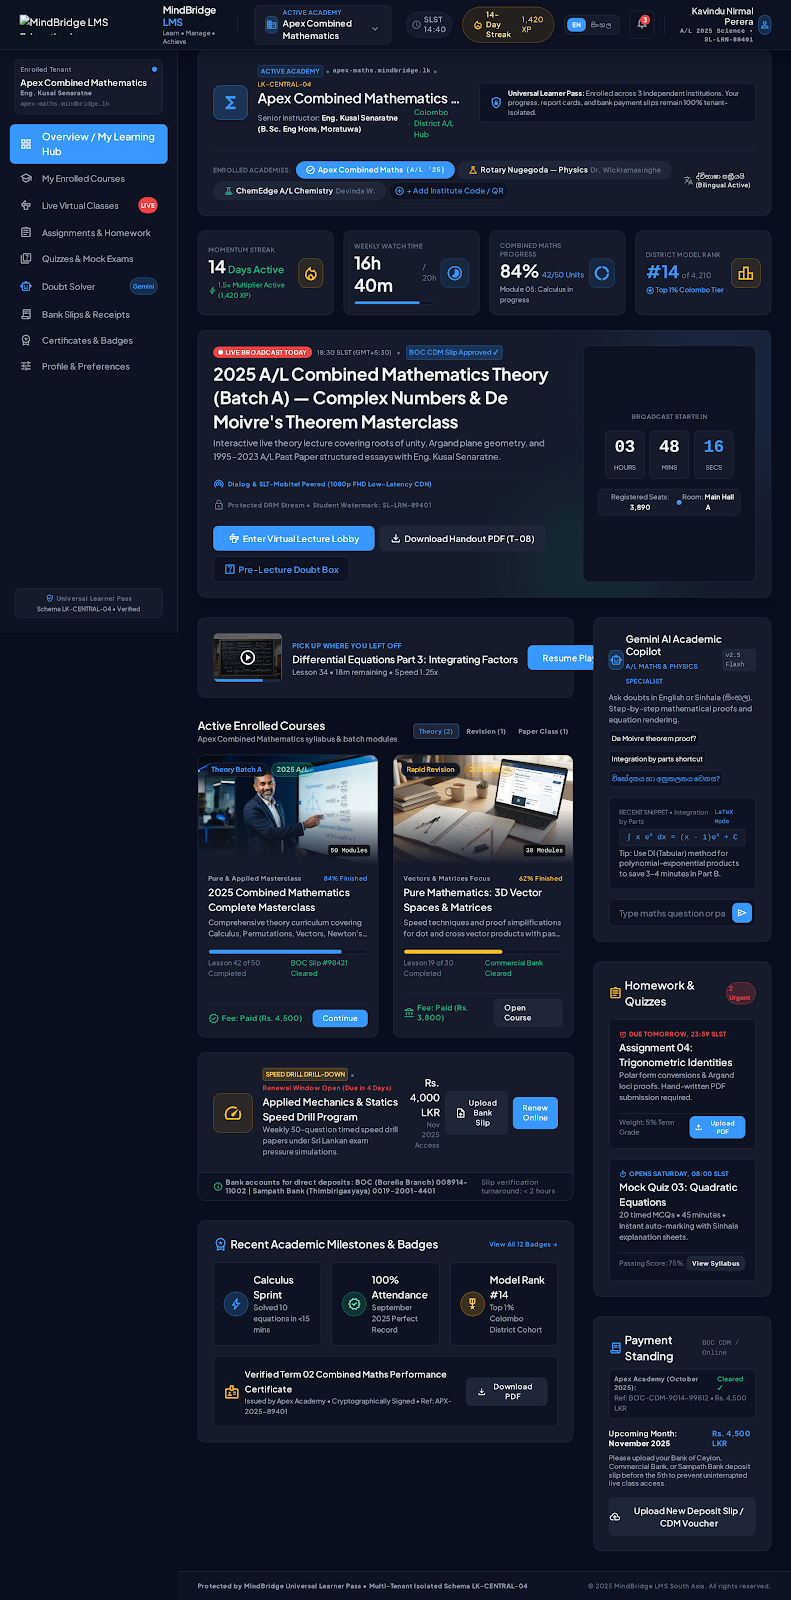 MindBridge LMS
MindBridge
LMS
Learn • Manage •
Achieve
ACTIVE ACADEMY
Apex Combined
Mathematics
SLST
14:40
14-
Day
Streak
1,420
XP
EN
සිංහල
3
Kavindu Nirmal
Perera
A/L 2025 Science •
SL-LRN-89401
Enrolled Tenant
Apex Combined Mathematics
Eng. Kusal Senaratne
apex-maths.mindbridge.lk
Overview / My Learning
Hub
My Enrolled Courses
Live Virtual Classes
LIVE
Assignments & Homework
Quizzes & Mock Exams
Doubt Solver
Gemini
Bank Slips & Receipts
Certificates & Badges
Profile & Preferences
Universal Learner Pass
Schema LK-CENTRAL-04 • Verified
ACTIVE ACADEMY • apex-maths.mindbridge.lk •
LK-CENTRAL-04
Σ
Apex Combined Mathematics ...
Senior Instructor: Eng. Kusal Senaratne
(B.Sc. Eng Hons, Moratuwa)
Colombo
District A/L
Hub
Universal Learner Pass: Enrolled across 3 independent institutions. Your
progress, report cards, and bank payment slips remain 100% tenant-
isolated.
ENROLLED ACADEMIES:
Apex Combined Maths (A/L '25)
Rotary Nugegoda — Physics Dr. Wickramasinghe
ChemEdge A/L Chemistry Devinda W.
+ Add Institute Code / QR
ද්විභාෂා සක්‍රීයයි
(Bilingual Active)
MOMENTUM STREAK
14 Days Active
1.5x Multiplier Active
(1,420 XP)
WEEKLY WATCH TIME
16h
40m
/
20h
COMBINED MATHS
PROGRESS
84% 42/50 Units
Module 05: Calculus in
progress
DISTRICT MODEL RANK
#14 of 4,210
Top 1% Colombo Tier
LIVE BROADCAST TODAY
18:30 SLST (GMT+5:30) •
BOC CDM Slip Approved ✓
2025 A/L Combined Mathematics Theory
(Batch A) — Complex Numbers & De
Moivre's Theorem Masterclass
Interactive live theory lecture covering roots of unity, Argand plane geometry, and
1995–2023 A/L Past Paper structured essays with Eng. Kusal Senaratne.
Dialog & SLT-Mobitel Peered (1080p FHD Low-Latency CDN)
Protected DRM Stream • Student Watermark: SL-LRN-89401
Enter Virtual Lecture Lobby
Download Handout PDF (T-08)
Pre-Lecture Doubt Box
BROADCAST STARTS IN
03
48
16
HOURS
MINS
SECS
Registered Seats:
3,890
Room: Main Hall
A
PICK UP WHERE YOU LEFT OFF
Differential Equations Part 3: Integrating Factors
Lesson 34 • 18m remaining • Speed 1.25x
Resume Play
Active Enrolled Courses
Apex Combined Mathematics syllabus & batch modules
Theory (2)
Revision (1)
Paper Class (1)
Theory Batch A
2025 A/L
50 Modules
Pure & Applied Masterclass
84% Finished
2025 Combined Mathematics
Complete Masterclass
Comprehensive theory curriculum covering
Calculus, Permutations, Vectors, Newton's...
Lesson 42 of 50
Completed
BOC Slip #98421
Cleared
Fee: Paid (Rs. 4,500)
Continue
Rapid Revision
30 Modules
Vectors & Matrices Focus
62% Finished
Pure Mathematics: 3D Vector
Spaces & Matrices
Speed techniques and proof simplifications
for dot and cross vector products with pas...
Lesson 19 of 30
Completed
Commercial Bank
Cleared
Fee: Paid (Rs.
3,800)
Open
Course
SPEED DRILL DRILL-DOWN •
Renewal Window Open (Due in 4 Days)
Applied Mechanics & Statics
Speed Drill Program
Weekly 50-question timed speed drill
papers under Sri Lankan exam
pressure simulations.
Rs.
4,000
LKR
Nov
2025
Access
Upload
Bank
Slip
Renew
Online
Bank accounts for direct deposits: BOC (Borella Branch) 008914-
11002 | Sampath Bank (Thimbirigasyaya) 0019-2001-4401
Slip verification
turnaround: < 2 hours
Recent Academic Milestones & Badges
View All 12 Badges →
Calculus
Sprint
Solved 10
equations in <15
mins
100%
Attendance
September
2025 Perfect
Record
Model Rank
#14
Top 1%
Colombo
District Cohort
Verified Term 02 Combined Maths Performance
Certificate
Issued by Apex Academy • Cryptographically Signed • Ref: APX-
2025-89401
Download
PDF
Gemini AI Academic
Copilot
A/L MATHS & PHYSICS
SPECIALIST
v2.5
Flash
Ask doubts in English or Sinhala (සිංහල).
Step-by-step mathematical proofs and
equation rendering.
De Moivre theorem proof?
Integration by parts shortcut
විභේදනය හා අනුකලනය වෙනස?
RECENT SNIPPET • Integration
by Parts
LaTeX
Mode
∫ x eˣ dx = (x - 1)eˣ + C
Tip: Use DI (Tabular) method for
polynomial-exponential products
to save 3-4 minutes in Part B.
Type maths question or pa
Homework &
Quizzes
2
Urgent
DUE TOMORROW, 23:59 SLST
Assignment 04:
Trigonometric Identities
Polar form conversions & Argand
loci proofs. Hand-written PDF
submission required.
Weight: 5% Term
Grade
Upload
PDF
OPENS SATURDAY, 08:00 SLST
Mock Quiz 03: Quadratic
Equations
20 timed MCQs • 45 minutes •
Instant auto-marking with Sinhala
explanation sheets.
Passing Score: 75%
View Syllabus
Payment
Standing
BOC CDM /
Online
Apex Academy (October
2025):
Cleared
✓
Ref: BOC-CDM-9014-99812 • Rs. 4,500
LKR
Upcoming Month:
November 2025
Rs. 4,500
LKR
Please upload your Bank of Ceylon,
Commercial Bank, or Sampath Bank deposit
slip before the 5th to prevent uninterrupted
live class access.
Upload New Deposit Slip /
CDM Voucher
Protected by MindBridge Universal Learner Pass • Multi-Tenant Isolated Schema LK-CENTRAL-04
© 2025 MindBridge LMS South Asia. All rights reserved.